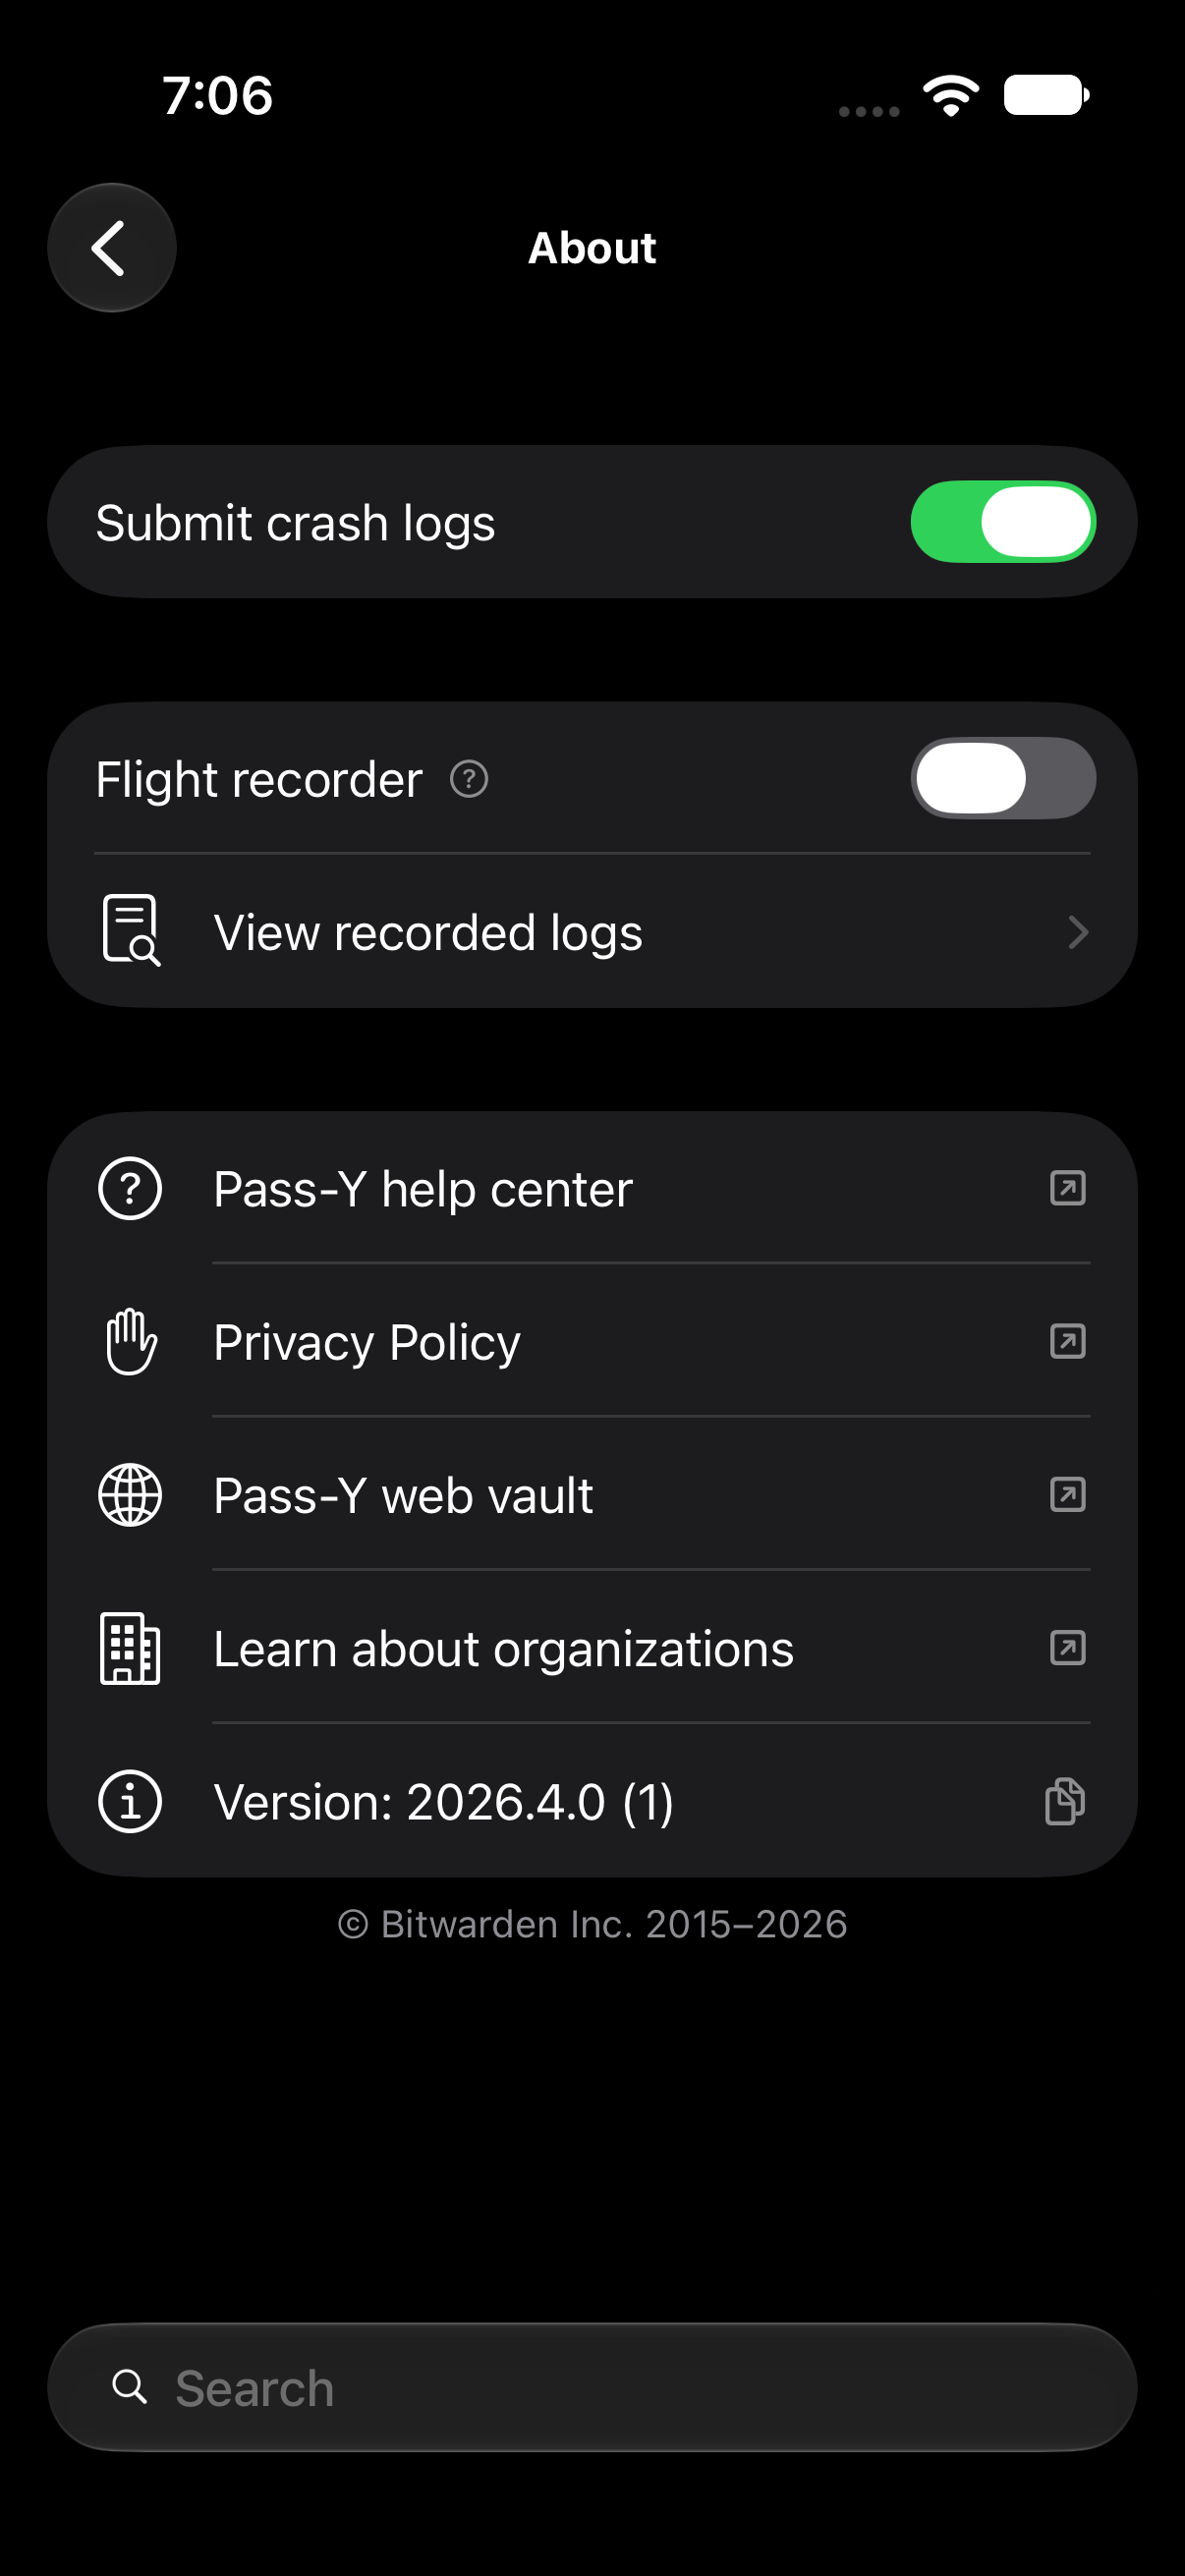 7:06
About
Submit crash logs
Flight recorder
View recorded logs
Pass-Y help center
Privacy Policy
Pass-Y web vault
Learn about organizations
Version: 2026.4.0 (1)
© Bitwarden Inc. 2015–2026
Search